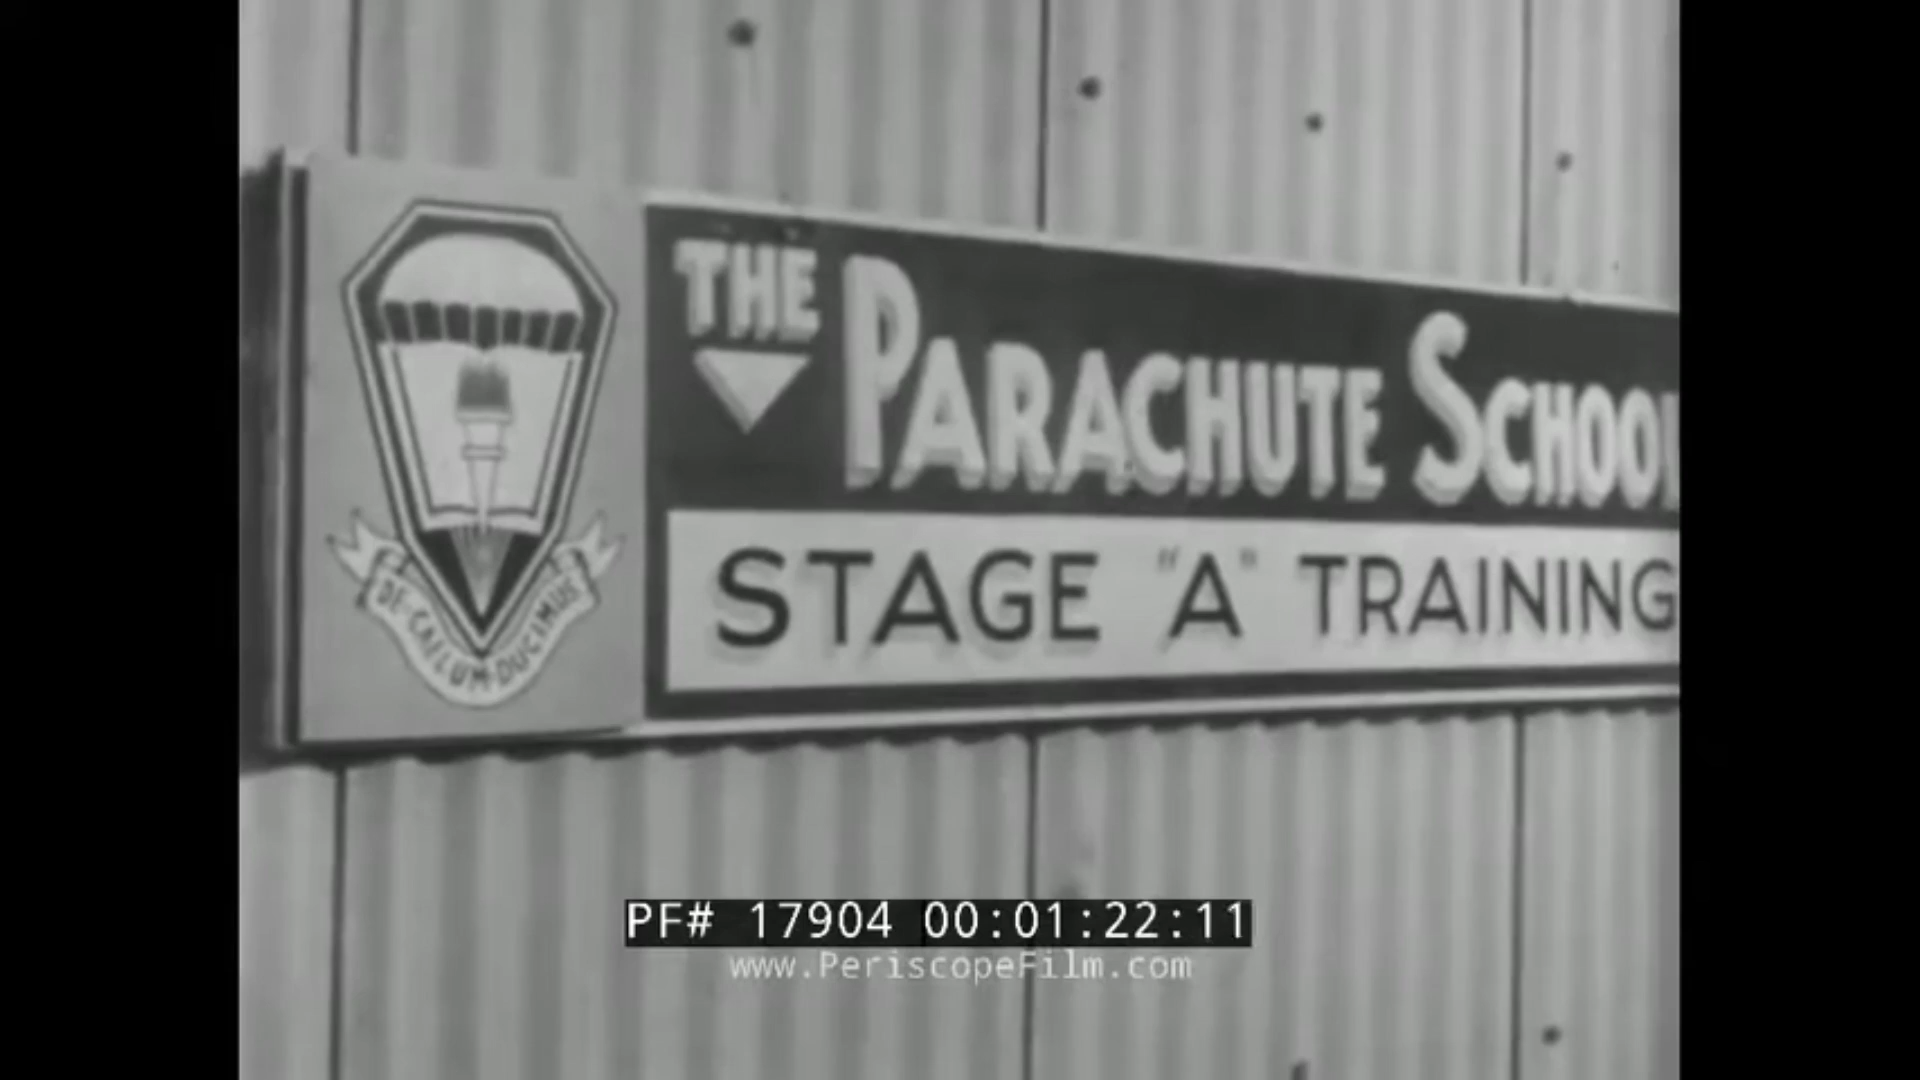 THE PARACHUTE SCHOOL
STAGE "A" TRAINING
DE·CAELUM·DUCIMUS
PF# 17904 00:01:22:11
www.PeriscopeFilm.com